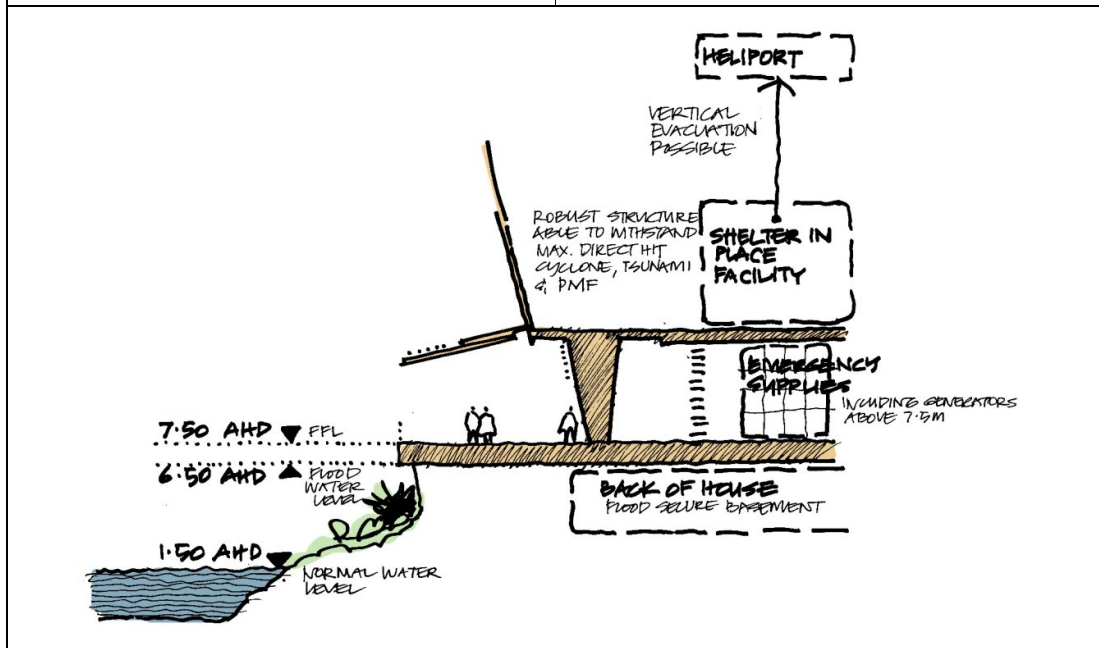 HELIPORT
VERTICAL
EVACUATION
POSSIBLE
ROBUST STRUCTURE
ABLE TO WITHSTAND
MAX. DIRECT HIT
CYCLONE, TSUNAMI
& PMF
SHELTER IN
PLACE
FACILITY
EMERGENCY
SUPPLIES
INCLUDING GENERATORS
ABOVE 7.5M
7.50 AHD FFL
6.50 AHD FLOOD
WATER
LEVEL
BACK OF HOUSE
FLOOD SECURE BASEMENT
1.50 AHD
NORMAL WATER
LEVEL